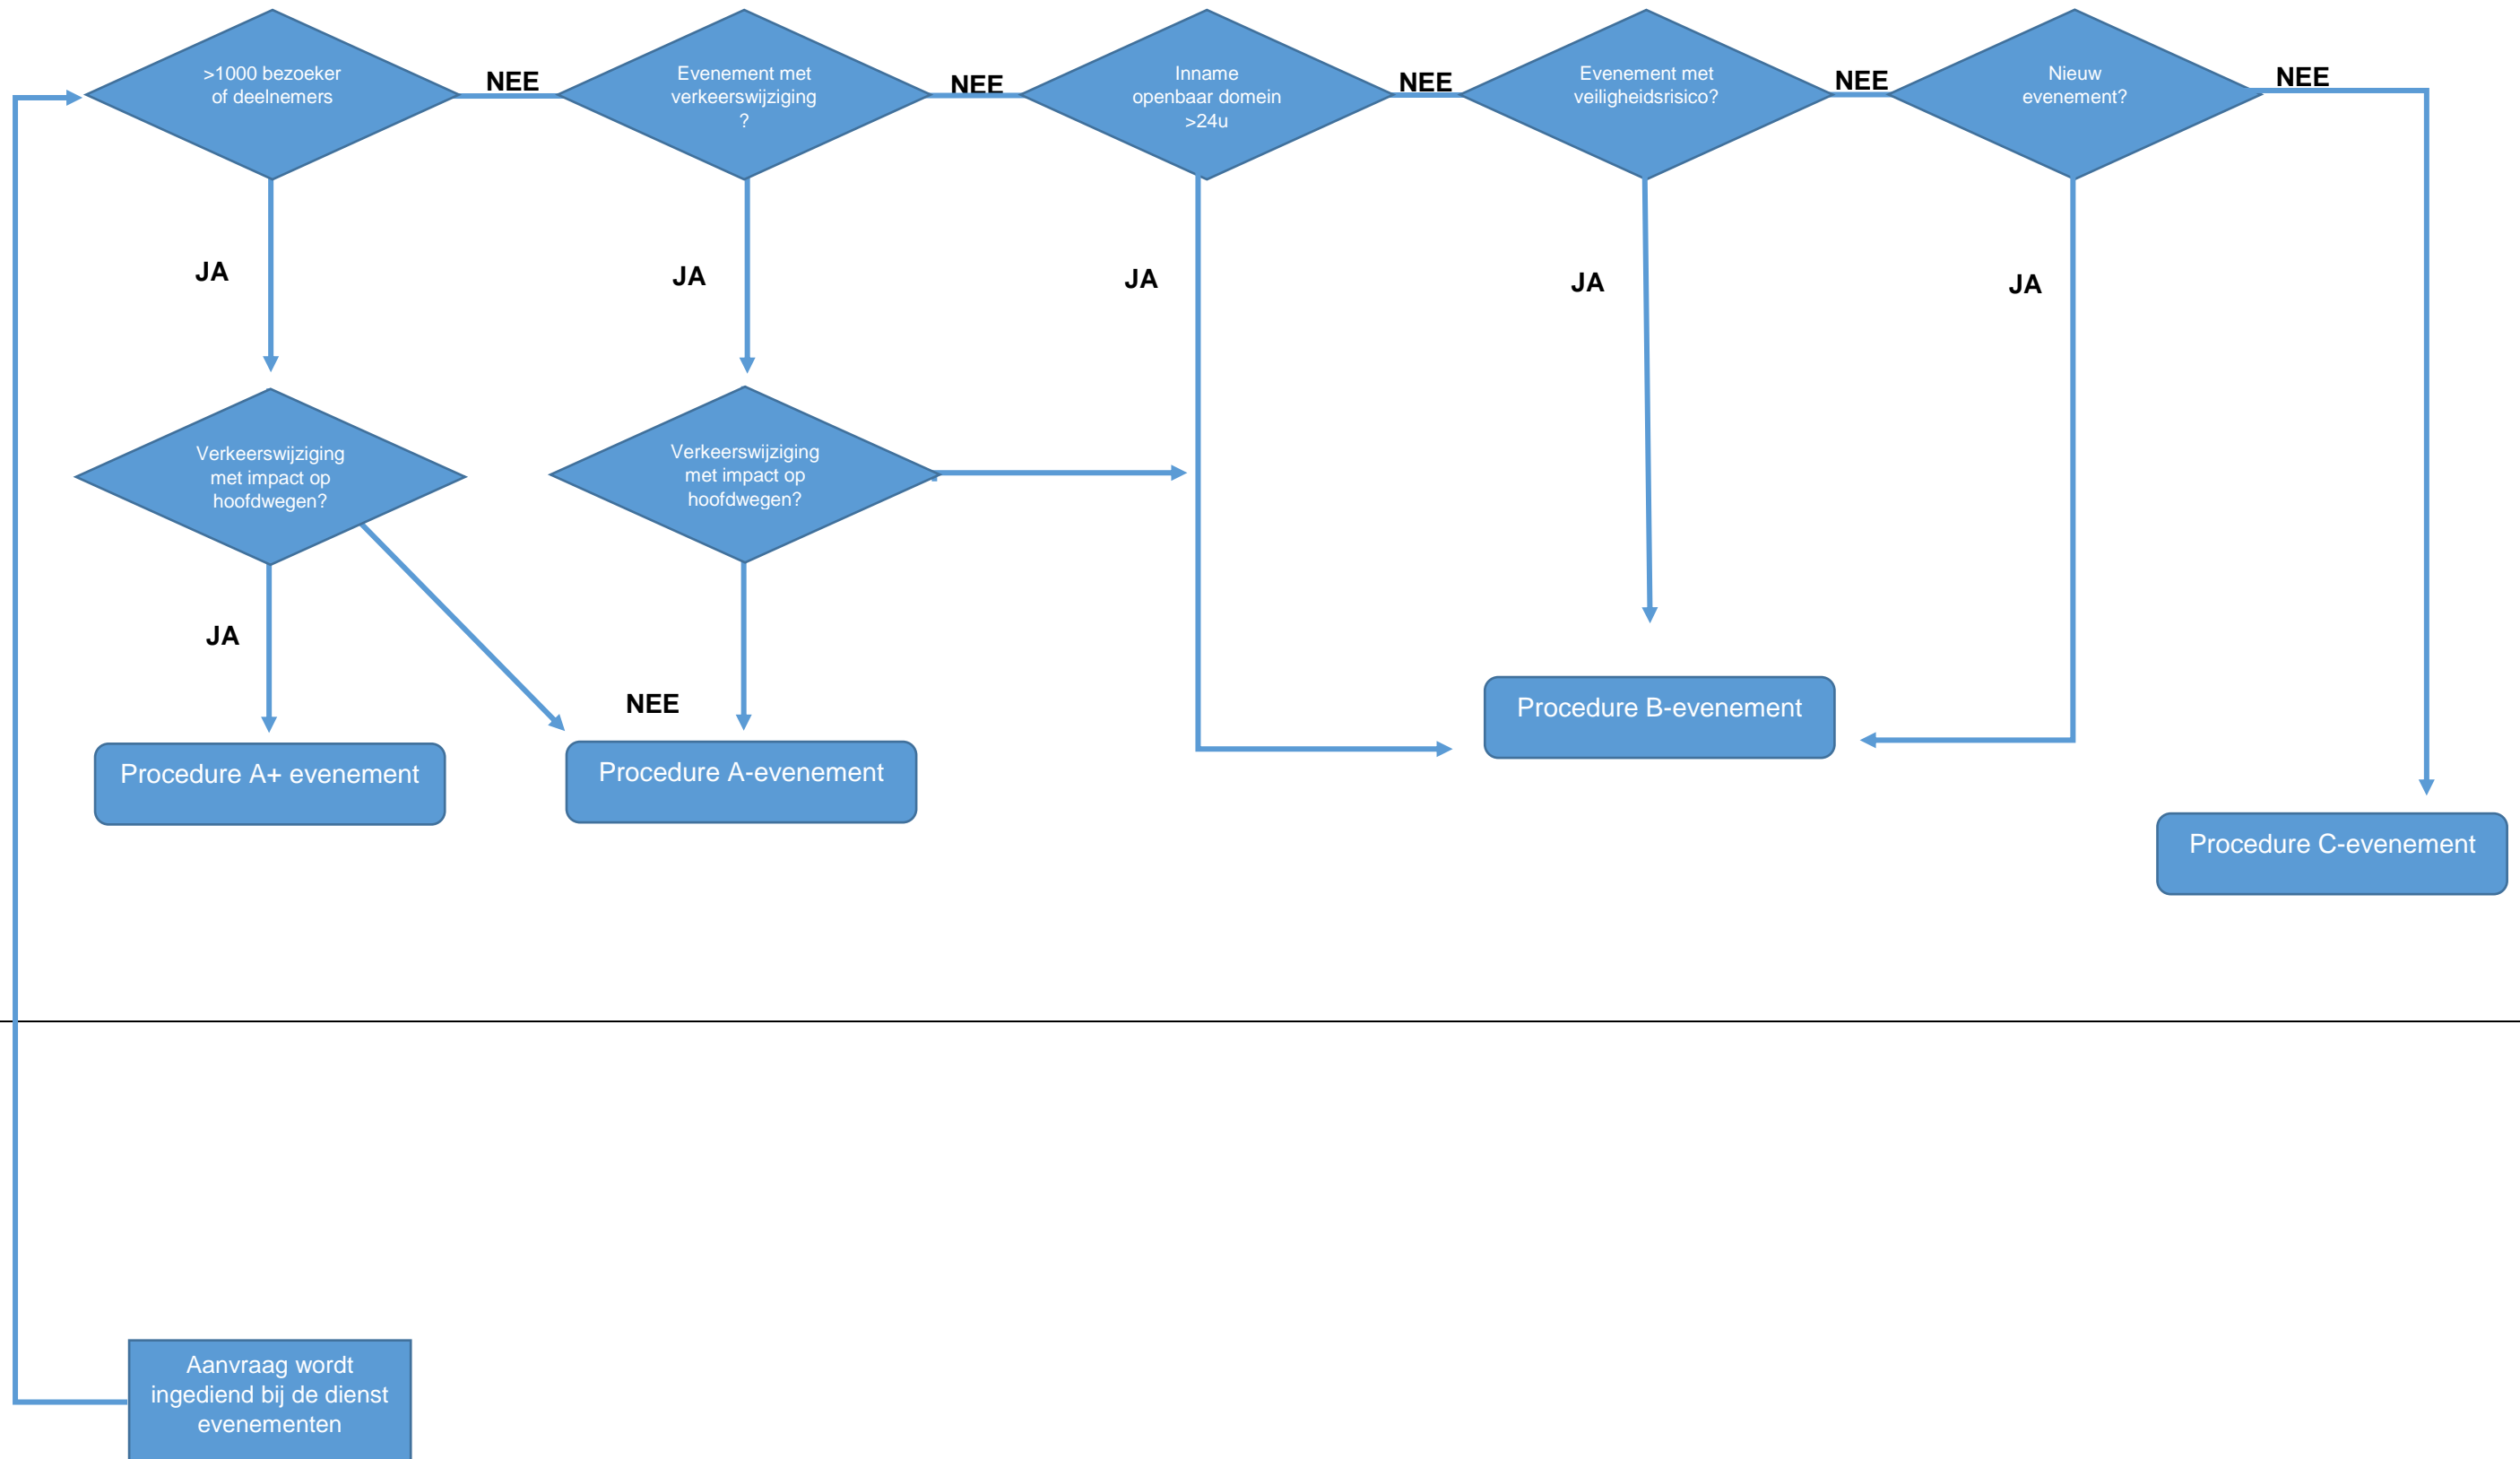 >1000 bezoeker
of deelnemers
NEE
Evenement met
verkeerswijziging
?
NEE
Inname
openbaar domein
>24u
NEE
Evenement met
veiligheidsrisico?
NEE
Nieuw
evenement?
NEE
JA
JA
JA
JA
JA
Verkeerswijziging
met impact op
hoofdwegen?
Verkeerswijziging
met impact op
hoofdwegen?
JA
NEE
Procedure A+ evenement
Procedure A-evenement
Procedure B-evenement
Procedure C-evenement
Aanvraag wordt
ingediend bij de dienst
evenementen